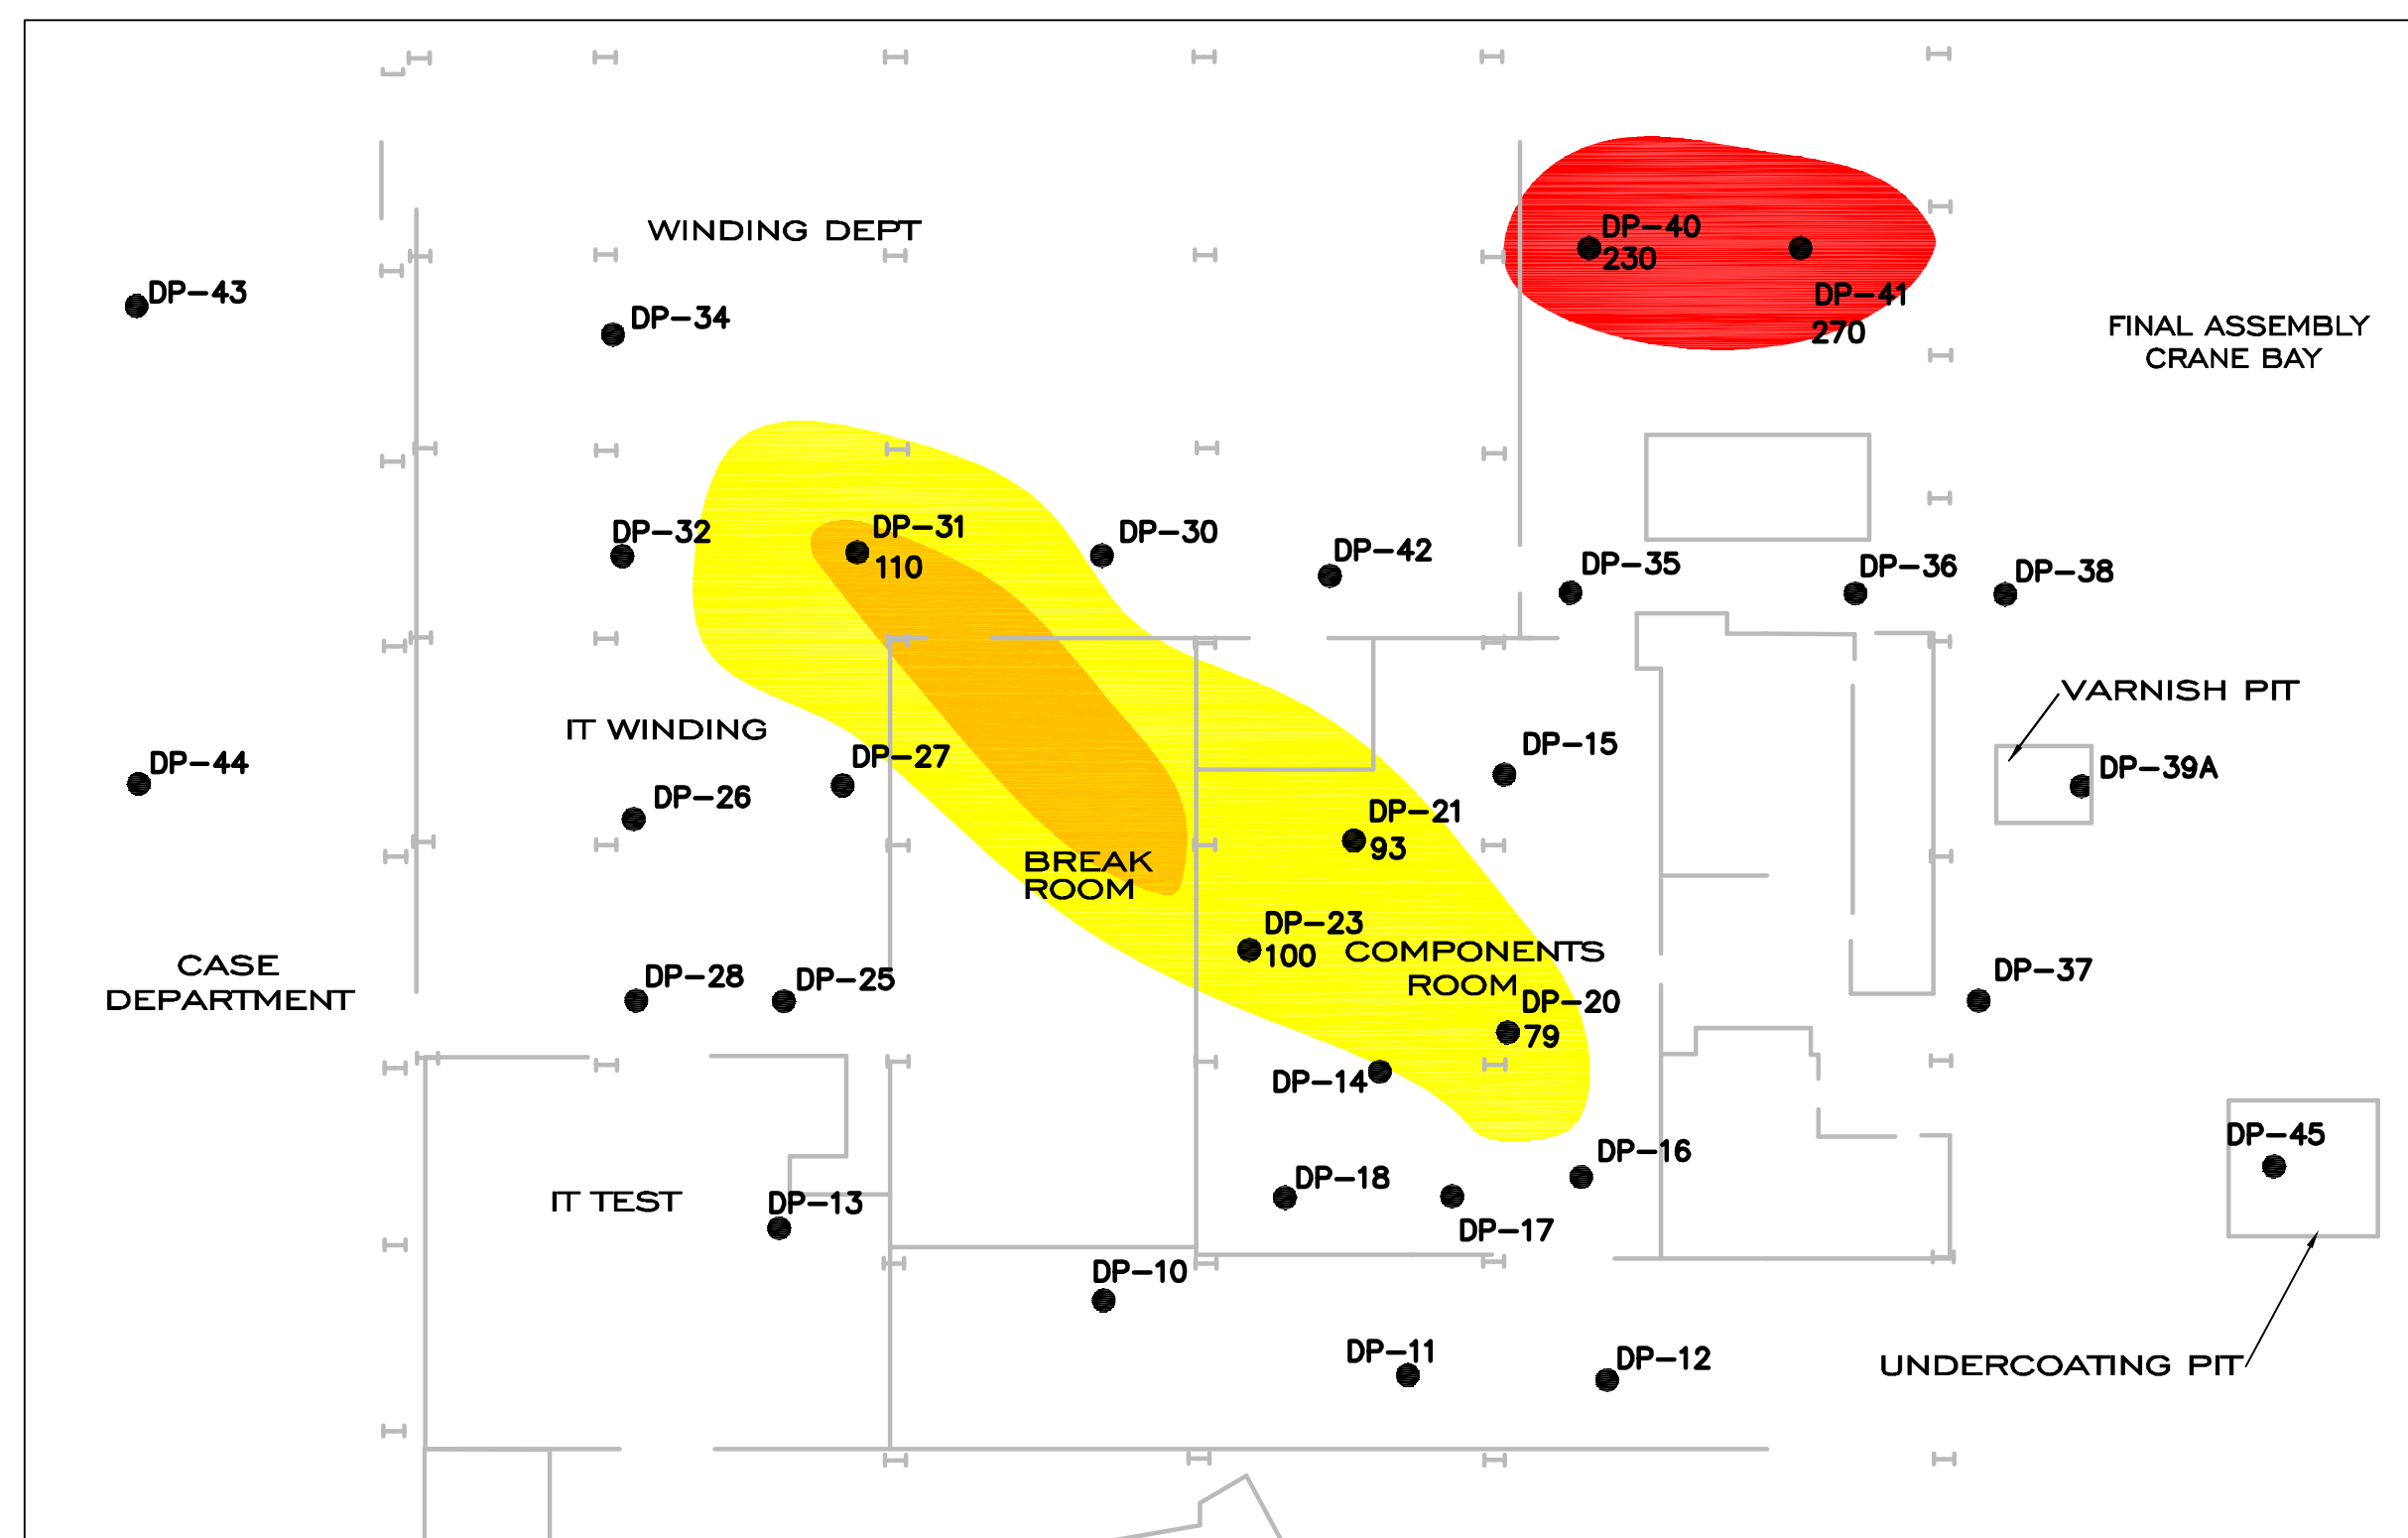 WINDING DEPT
DP-40
230
DP-41
270
DP-43
DP-34
FINAL ASSEMBLY
CRANE BAY
DP-32
DP-31
110
DP-30
DP-42
DP-35
DP-36
DP-38
VARNISH PIT
IT WINDING
DP-27
DP-15
DP-44
DP-26
DP-39A
DP-21
93
BREAK
ROOM
DP-23
100
COMPONENTS
ROOM
CASE
DEPARTMENT
DP-28
DP-25
DP-37
DP-20
79
DP-14
DP-45
DP-16
DP-18
DP-17
IT TEST
DP-13
DP-10
DP-11
DP-12
UNDERCOATING PIT